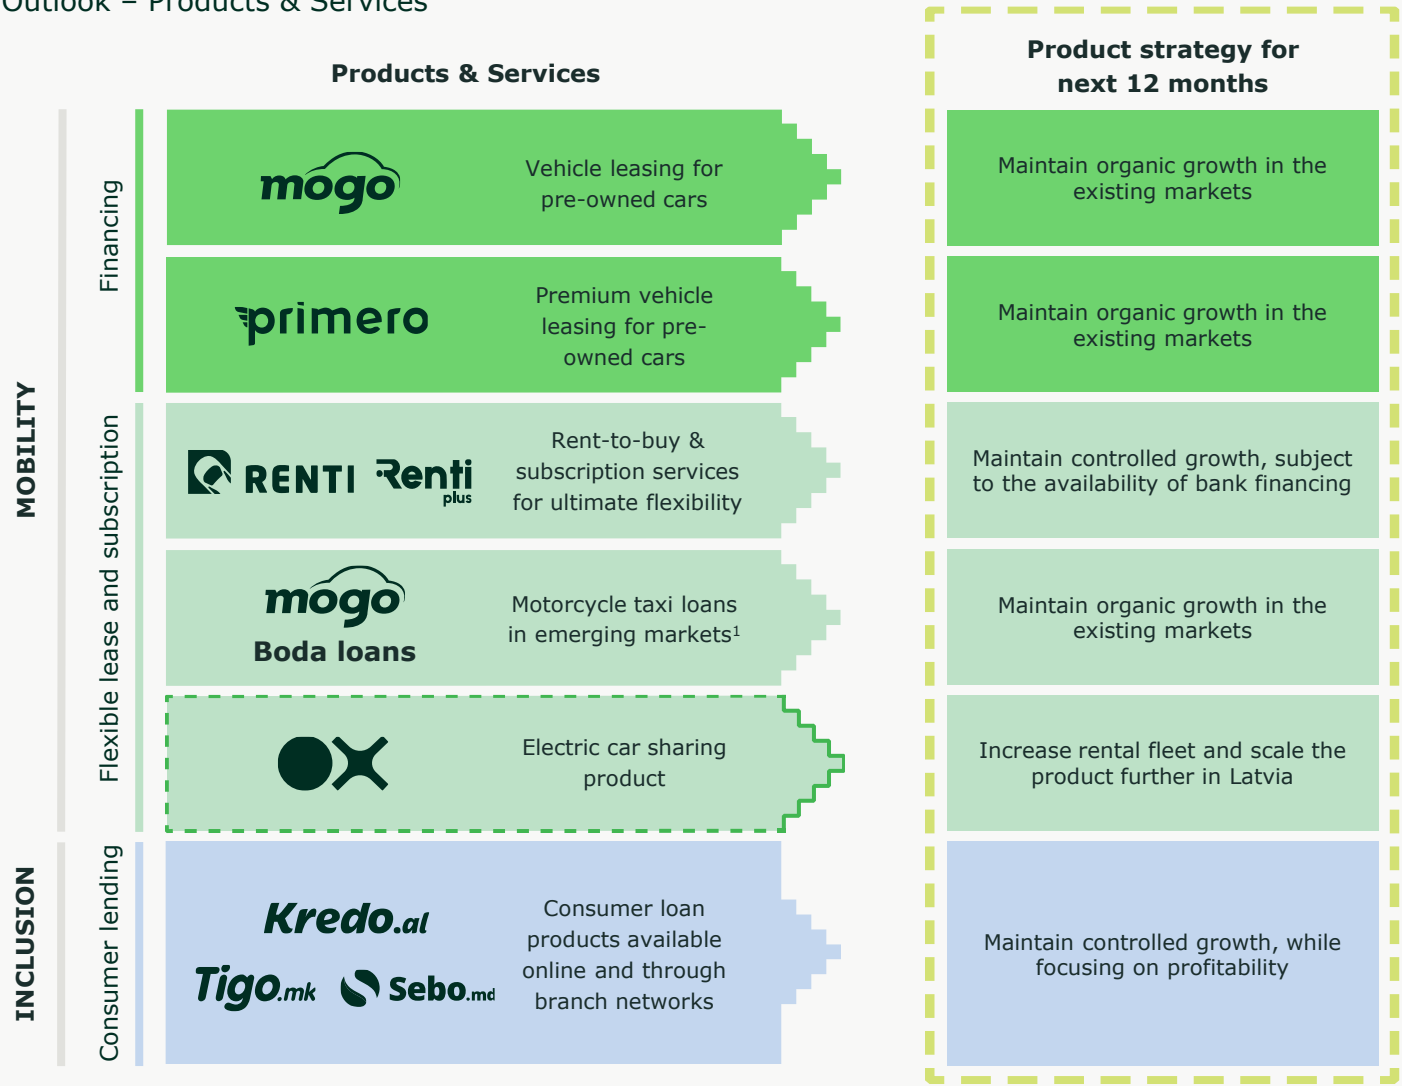 Outlook – Products & Services
Products & Services
Product strategy for
next 12 months
MOBILITY
Financing
mogo
Vehicle leasing for
pre-owned cars
Maintain organic growth in the
existing markets
primero
Premium vehicle
leasing for pre-
owned cars
Maintain organic growth in the
existing markets
Flexible lease and subscription
RENTI
Renti
plus
Rent-to-buy &
subscription services
for ultimate flexibility
Maintain controlled growth, subject
to the availability of bank financing
mogo
Boda loans
Motorcycle taxi loans
in emerging markets¹
Maintain organic growth in the
existing markets
OX
Electric car sharing
product
Increase rental fleet and scale the
product further in Latvia
INCLUSION
Consumer lending
Kredo.al
Tigo.mk
Sebo.md
Consumer loan
products available
online and through
branch networks
Maintain controlled growth, while
focusing on profitability